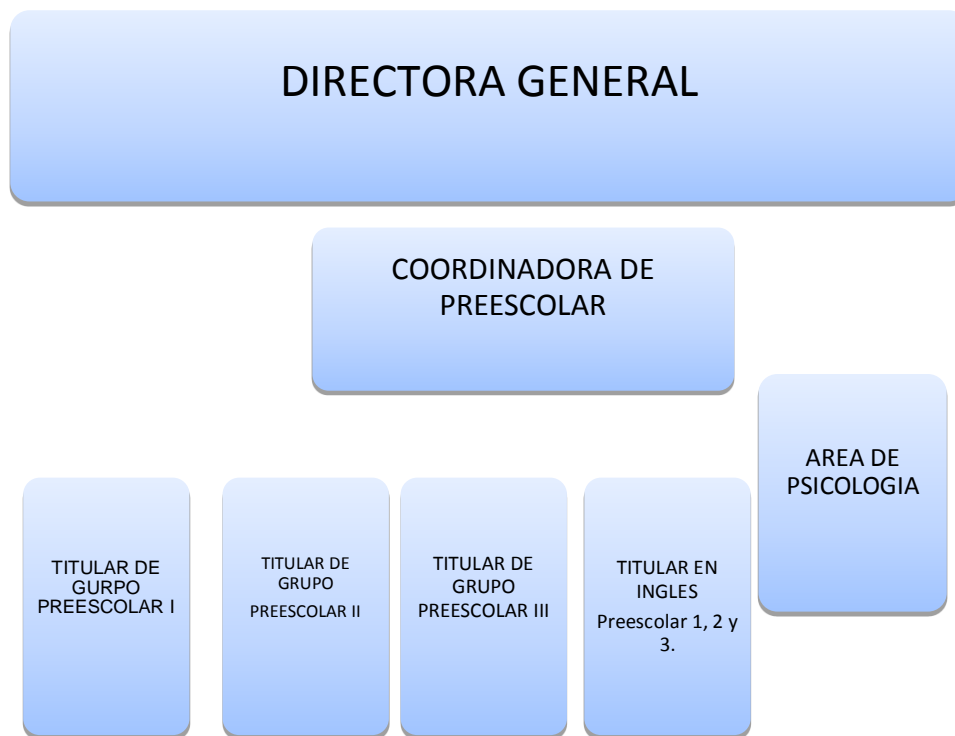 DIRECTORA GENERAL
COORDINADORA DE
PREESCOLAR
AREA DE
PSICOLOGIA
TITULAR DE
GURPO
PREESCOLAR I
TITULAR DE
GRUPO
PREESCOLAR II
TITULAR DE
GRUPO
PREESCOLAR III
TITULAR EN
INGLES
Preescolar 1, 2 y
3.